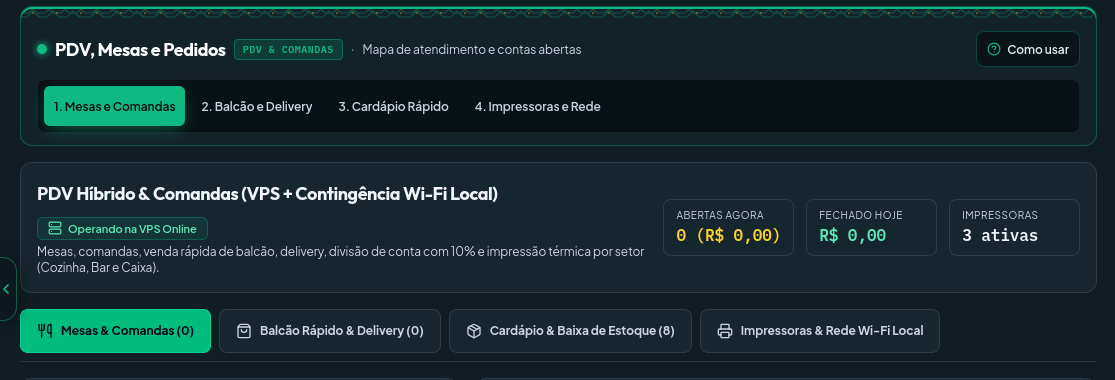 PDV, Mesas e Pedidos PDV & COMANDAS · Mapa de atendimento e contas abertas Como usar
1. Mesas e Comandas 2. Balcão e Delivery 3. Cardápio Rápido 4. Impressoras e Rede
PDV Híbrido & Comandas (VPS + Contingência Wi-Fi Local)
Operando na VPS Online
Mesas, comandas, venda rápida de balcão, delivery, divisão de conta com 10% e impressão térmica por setor
(Cozinha, Bar e Caixa).
ABERTAS AGORA
0 (R$ 0,00)
FECHADO HOJE
R$ 0,00
IMPRESSORAS
3 ativas
Mesas & Comandas (0) Balcão Rápido & Delivery (0) Cardápio & Baixa de Estoque (8) Impressoras & Rede Wi-Fi Local